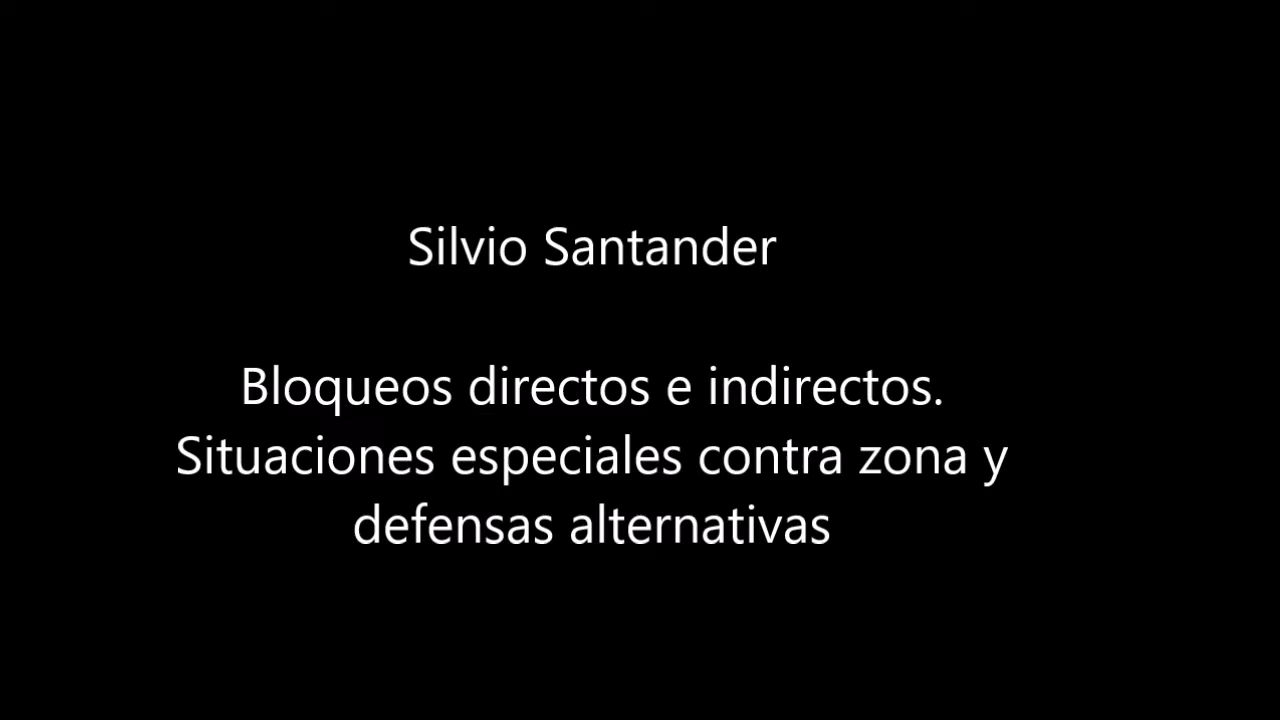 Silvio Santander
Bloqueos directos e indirectos.
Situaciones especiales contra zona y
defensas alternativas